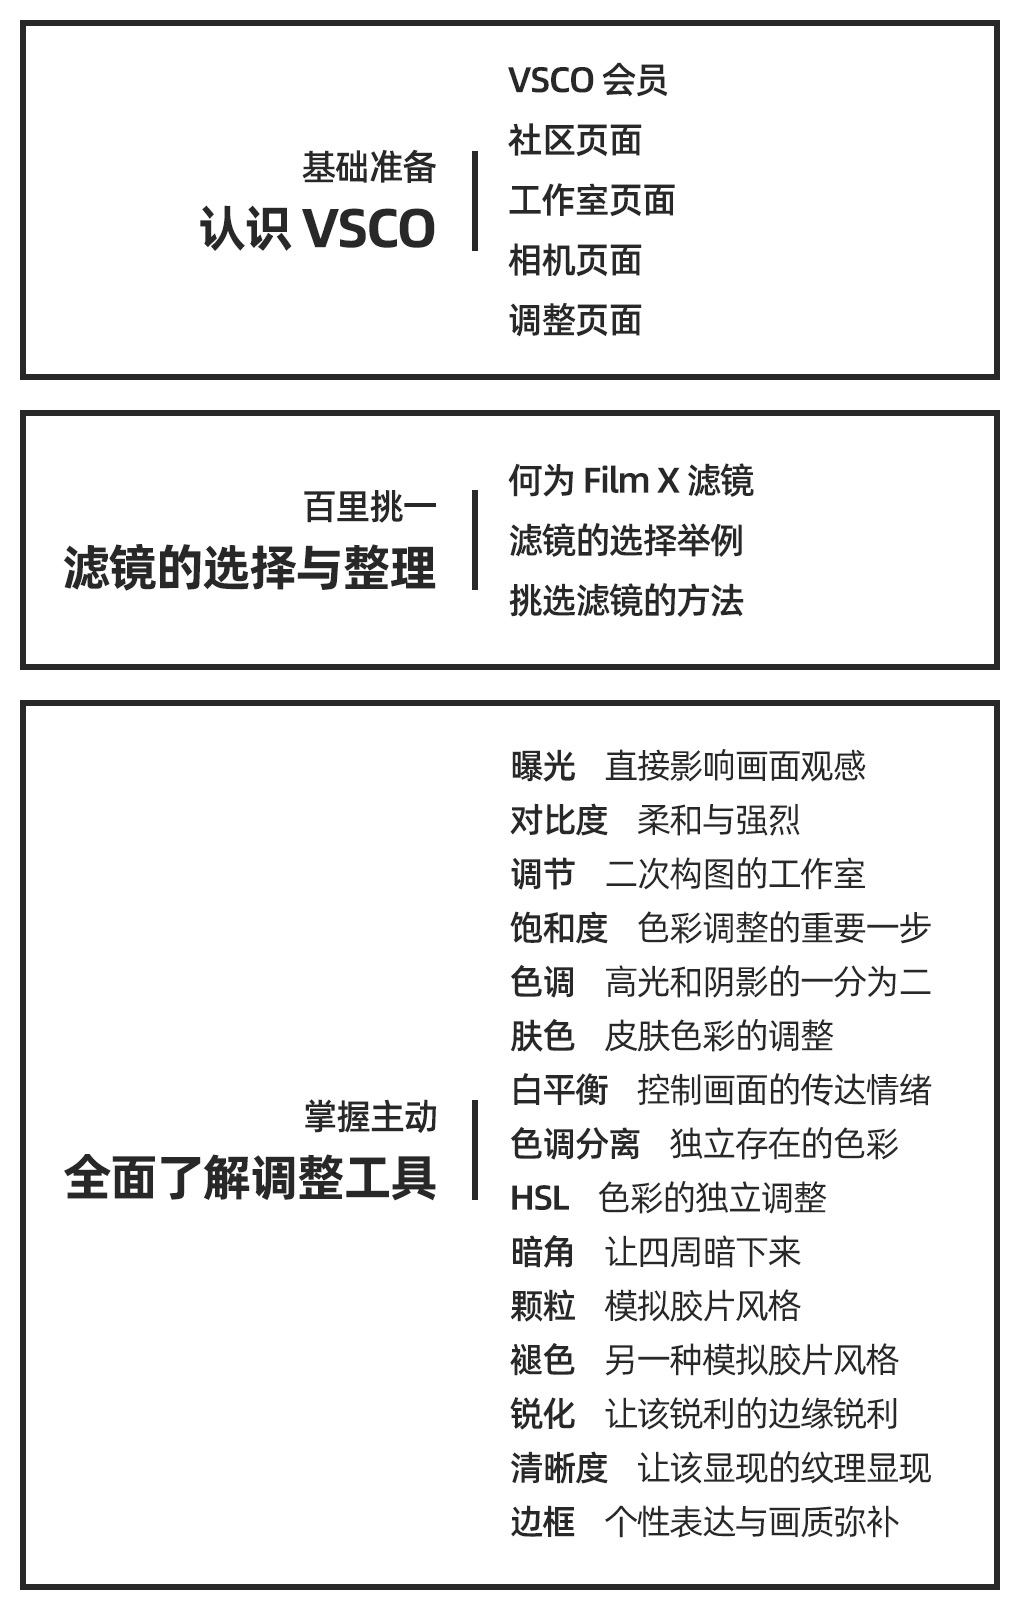 基础准备
认识 VSCO
VSCO 会员
社区页面
工作室页面
相机页面
调整页面
百里挑一
滤镜的选择与整理
何为 Film X 滤镜
滤镜的选择举例
挑选滤镜的方法
掌握主动
全面了解调整工具
曝光 直接影响画面观感
对比度 柔和与强烈
调节 二次构图的工作室
饱和度 色彩调整的重要一步
色调 高光和阴影的一分为二
肤色 皮肤色彩的调整
白平衡 控制画面的传达情绪
色调分离 独立存在的色彩
HSL 色彩的独立调整
暗角 让四周暗下来
颗粒 模拟胶片风格
褪色 另一种模拟胶片风格
锐化 让该锐利的边缘锐利
清晰度 让该显现的纹理显现
边框 个性表达与画质弥补